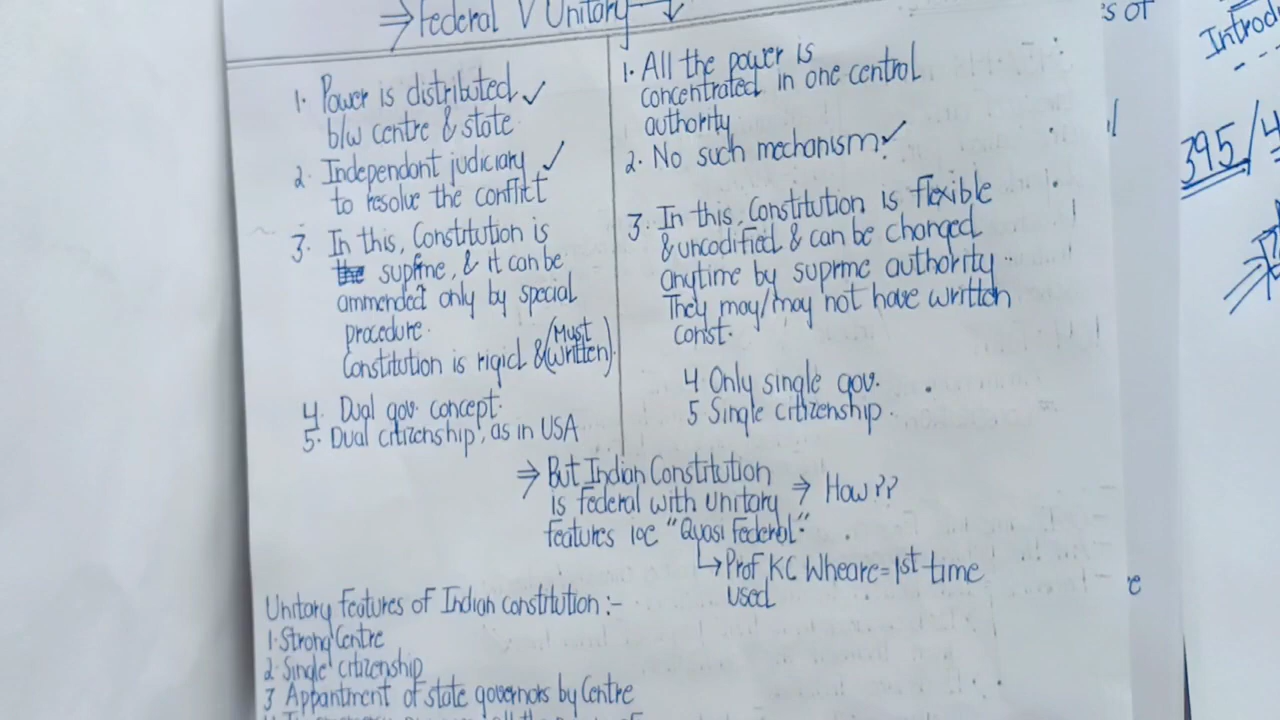 ⇒ Federal V Unitary
1. Power is distributed ✓
b/w centre & state
2. Independent judiciary ✓
to resolve the conflict
3. In this, Constitution is
supreme, & it can be
ammended only by special
procedure.
Constitution is rigid & (Must written).
4. Dual gov. concept.
5. Dual citizenship, as in USA
1. All the power is
concentrated in one central
authority
2. No such mechanism. ✓
3. In this, Constitution is flexible
& uncodified & can be changed
anytime by suprme authority
They may/may not have written
const.
4 Only single gov.
5 Single citizenship.
⇒ But Indian Constitution
is federal with unitary ⇒ How??
features ioc "Quasi Federal".
↳ Prof KC Wheare = 1st time
used
Unitary features of Indian constitution :-
1. Strong Centre
2. Single citizenship
3 Appantment of state governors by Centre
s of
Introd
395/4
e